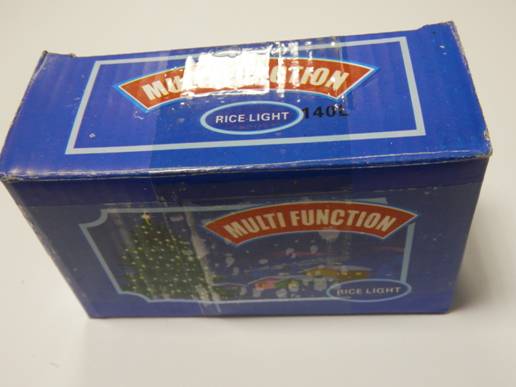 MULTI FUNCTION
RICE LIGHT 140L
MULTI FUNCTION
RICE LIGHT